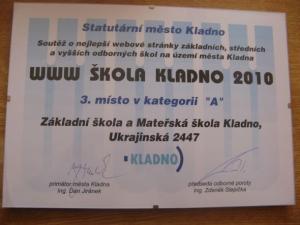 Statutární město Kladno
Soutěž o nejlepší webové stránky základních, středních
a vyšších odborných škol na území města Kladna
WWW ŠKOLA KLADNO 2010
3. místo v kategorii "A"
Základní škola a Mateřská škola Kladno,
Ukrajinská 2447
KLADNO
primátor města Kladna
Ing. Dan Jiránek
předseda odborné poroty
Ing. Zdeněk Slepička